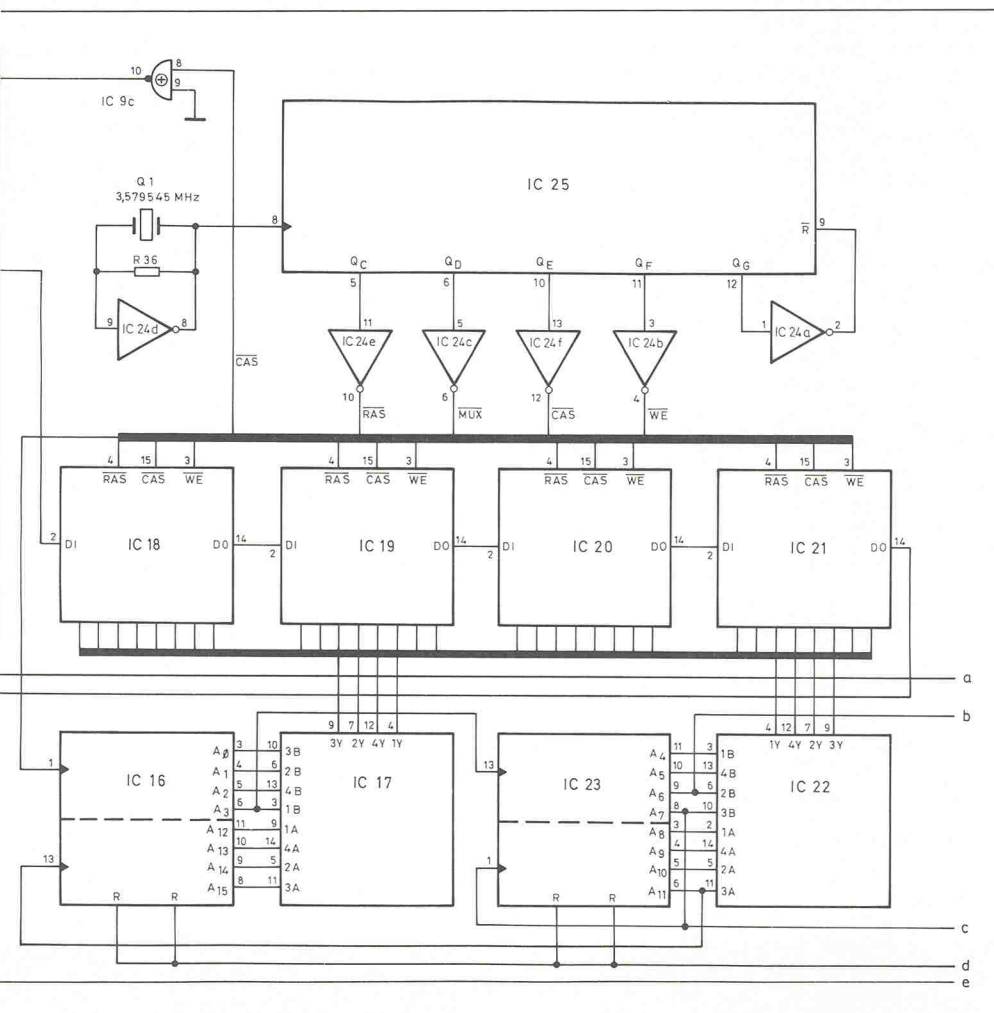 10 8
9
IC 9c
Q 1
3,579545 MHz
R 36
9 IC 24d 8
CAS
IC 25
8
R 9
QC QD QE QF QG
5 6 10 11 12
11 5 13 3
IC 24e IC 24c IC 24f IC 24b 1 IC 24a 2
10 6 12 4
RAS MUX CAS WE
4 15 3 4 15 3 4 15 3 4 15 3
RAS CAS WE RAS CAS WE RAS CAS WE RAS CAS WE
2 DI IC 18 DO 14 2 DI IC 19 DO 14 2 DI IC 20 DO 14 2 DI IC 21 DO 14
a
b
9 7 12 4 4 12 7 9
3Y 2Y 4Y 1Y 1Y 4Y 2Y 3Y
1 IC 16 IC 17 13 IC 23 IC 22
AØ 3 10 3B A4 11 3 1B
A1 4 6 2B A5 10 13 4B
A2 5 13 4B A6 9 6 2B
A3 6 3 1B A7 8 10 3B
A12 11 9 1A A8 3 2 1A
13 A13 10 14 4A 1 A9 4 14 4A
A14 9 5 2A A10 5 5 2A
A15 8 11 3A A11 6 11 3A
R R R R
c
d
e